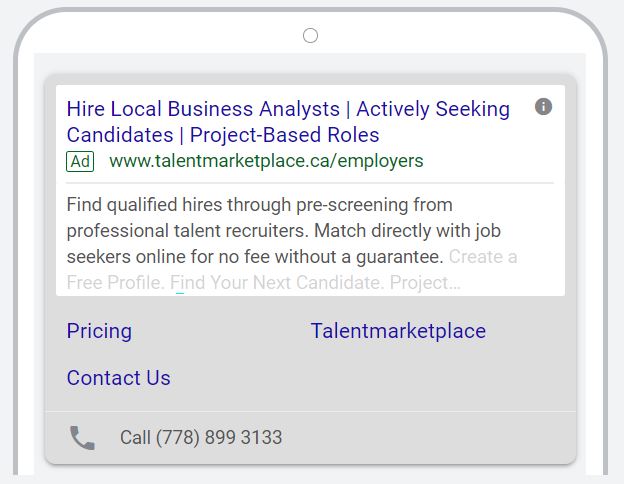 Hire Local Business Analysts | Actively Seeking
Candidates | Project-Based Roles
Ad www.talentmarketplace.ca/employers
Find qualified hires through pre-screening from
professional talent recruiters. Match directly with job
seekers online for no fee without a guarantee. Create a
Free Profile. Find Your Next Candidate. Project...
Pricing Talentmarketplace
Contact Us
Call (778) 899 3133